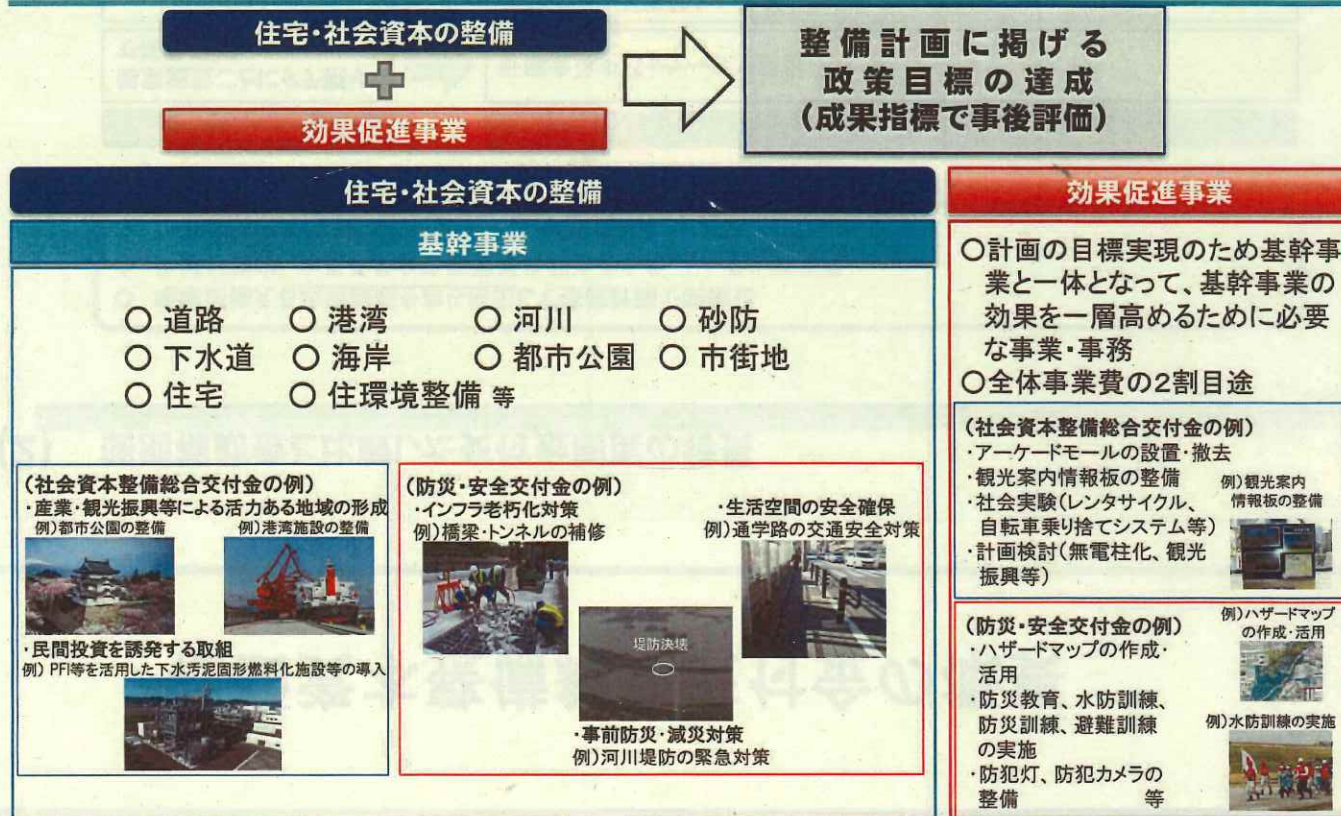 住宅・社会資本の整備
効果促進事業
整備計画に掲げる
政策目標の達成
(成果指標で事後評価)
住宅・社会資本の整備
基幹事業
○ 道路 ○ 港湾 ○ 河川 ○ 砂防
○ 下水道 ○ 海岸 ○ 都市公園 ○ 市街地
○ 住宅 ○ 住環境整備 等
(社会資本整備総合交付金の例)
・産業・観光振興等による活力ある地域の形成
例)都市公園の整備
例)港湾施設の整備
・民間投資を誘発する取組
例) PFI等を活用した下水汚泥固形燃料化施設等の導入
(防災・安全交付金の例)
・インフラ老朽化対策
例)橋梁・トンネルの補修
・生活空間の安全確保
例)通学路の交通安全対策
堤防決壊
・事前防災・減災対策
例)河川堤防の緊急対策
効果促進事業
○計画の目標実現のため基幹事
業と一体となって、基幹事業の
効果を一層高めるために必要
な事業・事務
○全体事業費の2割目途
(社会資本整備総合交付金の例)
・アーケードモールの設置・撤去
・観光案内情報板の整備
・社会実験(レンタサイクル、
自転車乗り捨てシステム等)
・計画検討(無電柱化、観光
振興等)
例)観光案内
情報板の整備
(防災・安全交付金の例)
・ハザードマップの作成・
活用
・防災教育、水防訓練、
防災訓練、避難訓練
の実施
・防犯灯、防犯カメラの
整備 等
例)ハザードマップ
の作成・活用
例)水防訓練の実施